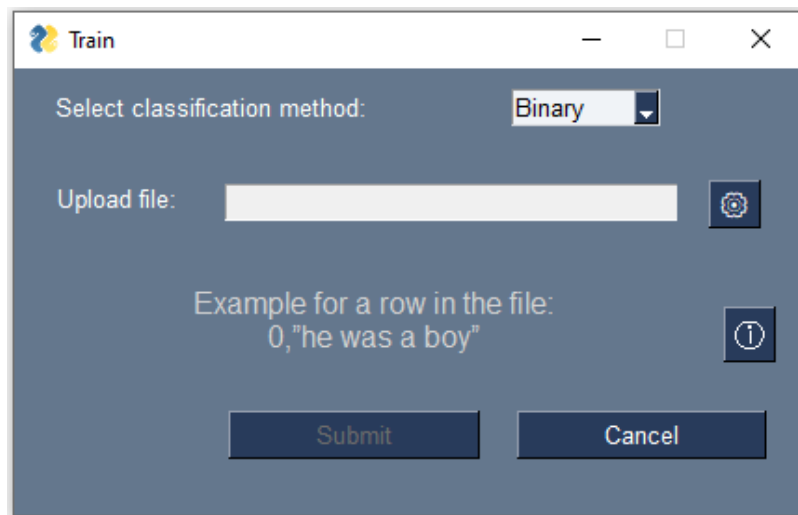 Train
Select classification method:
Binary
Upload file:
Example for a row in the file:
0,"he was a boy"
Submit
Cancel